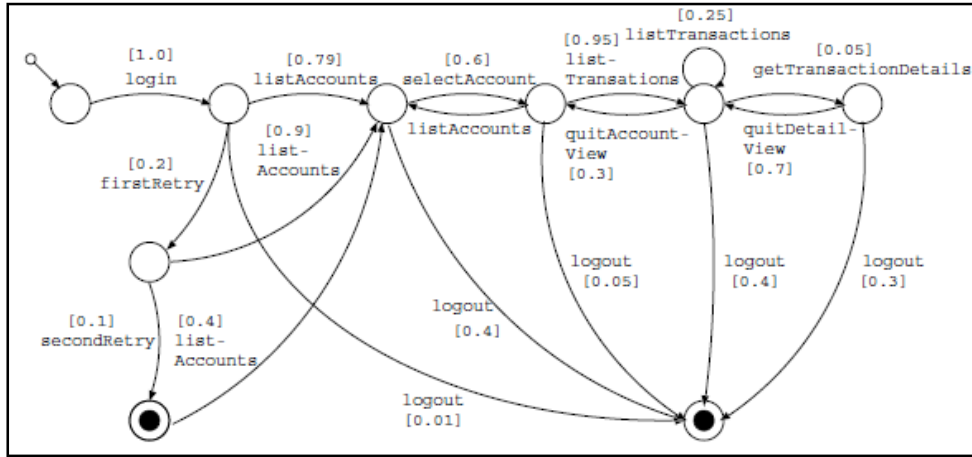 [1.0]
login
[0.79]
listAccounts
[0.6]
selectAccount
listAccounts
[0.95]
list-
Transations
[0.25]
listTransactions
[0.05]
getTransactionDetails
quitAccount-
View
[0.3]
quitDetail-
View
[0.7]
[0.9]
list-
Accounts
[0.2]
firstRetry
[0.1]
secondRetry
[0.4]
list-
Accounts
logout
[0.01]
logout
[0.4]
logout
[0.05]
logout
[0.4]
logout
[0.3]